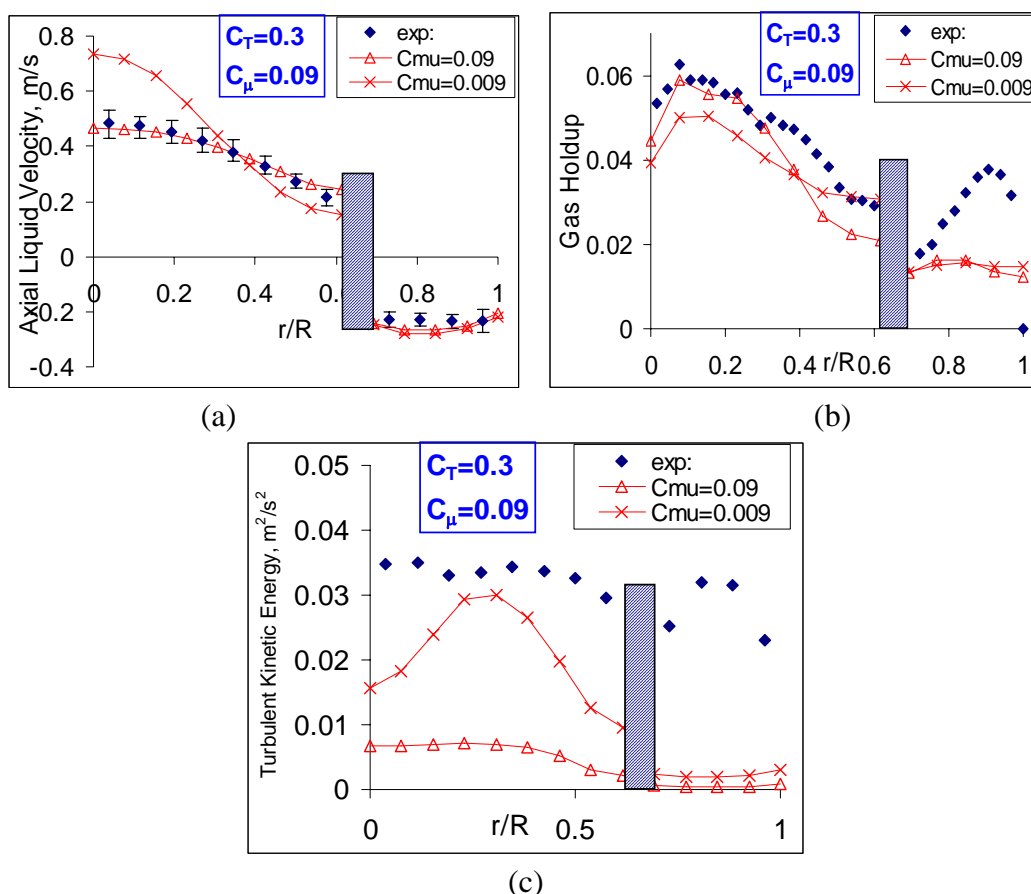 C_T=0.3
C_μ=0.09
exp:
Cmu=0.09
Cmu=0.009
Axial Liquid Velocity, m/s
0.8
0.6
0.4
0.2
0
-0.2
-0.4
0 0.2 0.4 0.6 0.8 1
r/R
(a)
C_T=0.3
C_μ=0.09
exp:
Cmu=0.09
Cmu=0.009
Gas Holdup
0.06
0.04
0.02
0
0 0.2 0.4 r/R 0.6 0.8 1
(b)
C_T=0.3
C_μ=0.09
exp:
Cmu=0.09
Cmu=0.009
Turbulent Kinetic Energy, m²/s²
0.05
0.04
0.03
0.02
0.01
0
0 r/R 0.5 1
(c)